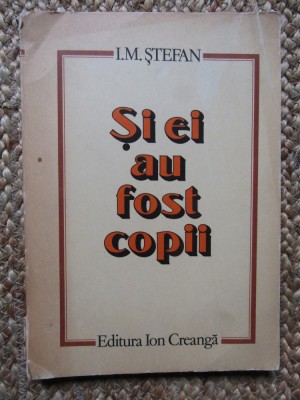 I.M. ŞTEFAN
Şi ei
au
fost
copii
Editura Ion Creangă